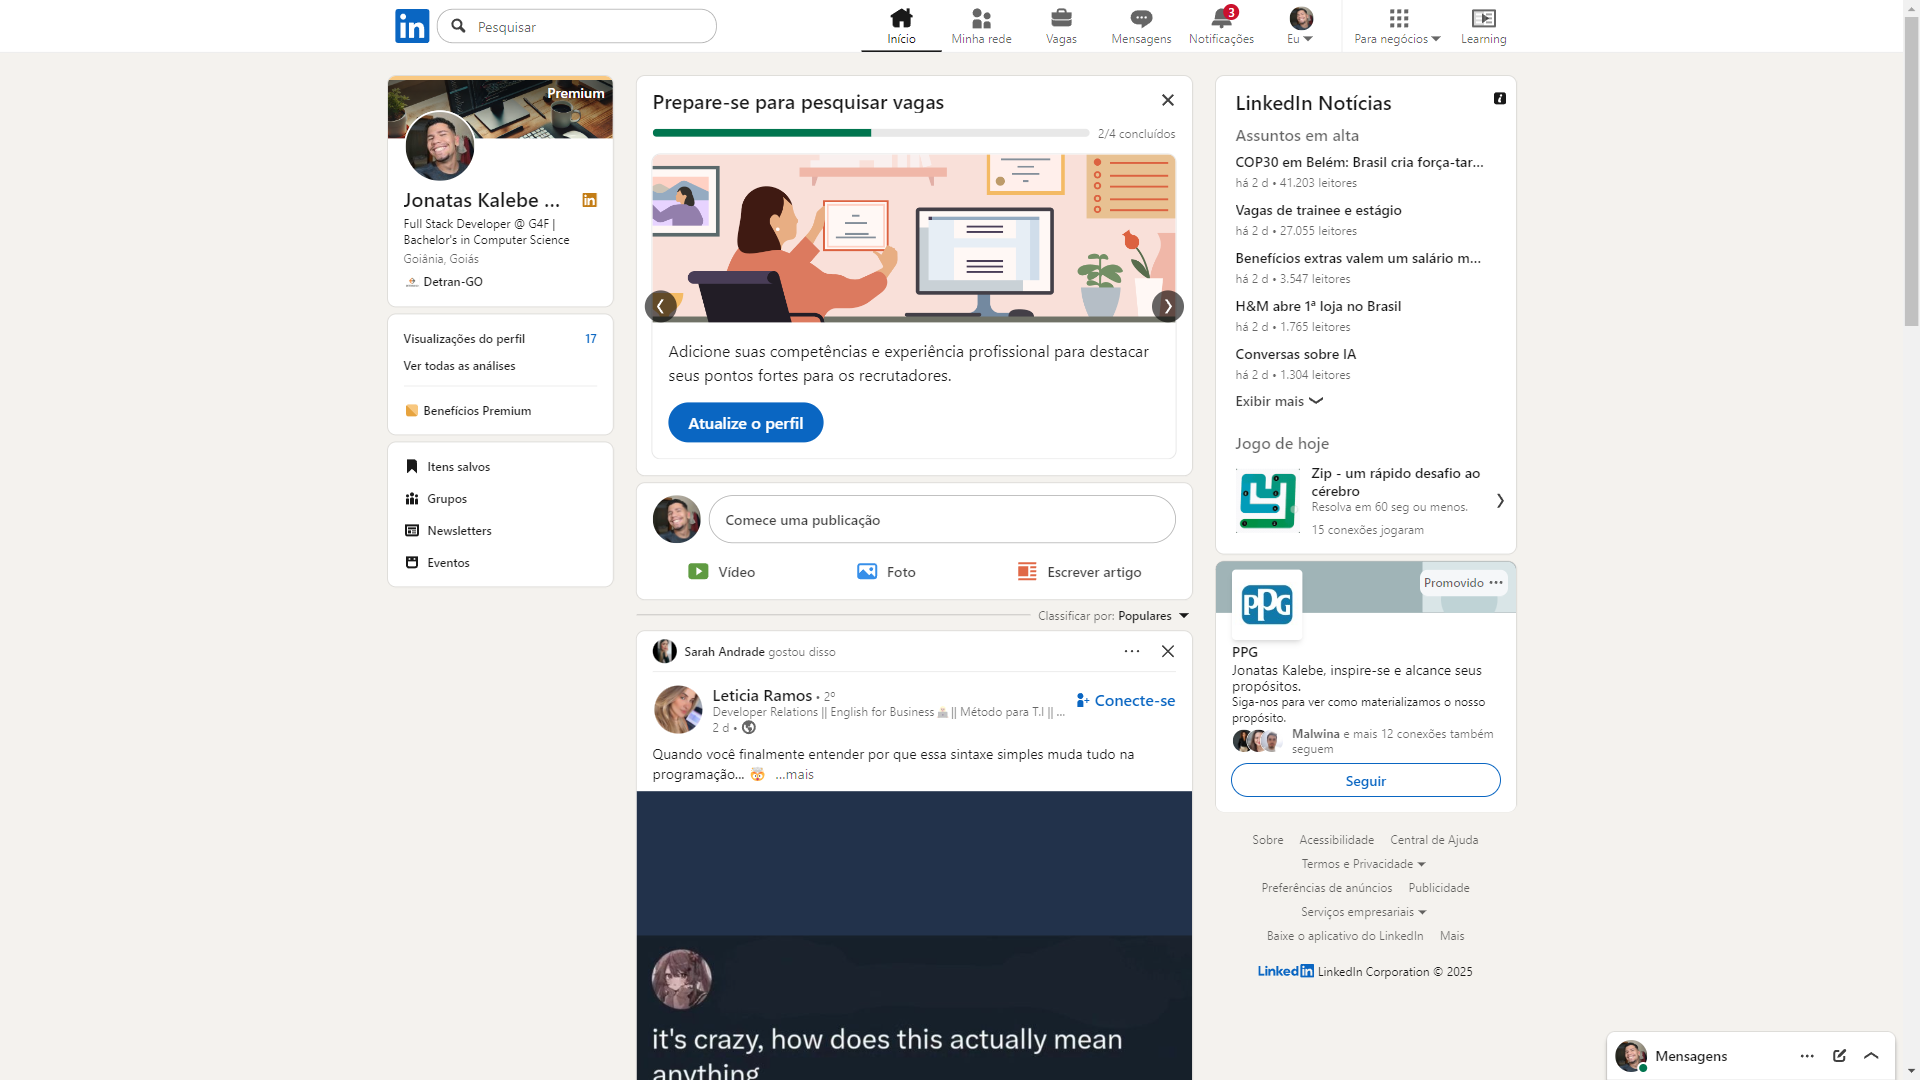 in
Pesquisar
Início
Minha rede
Vagas
Mensagens
3
Notificações
Eu
Para negócios
Learning
Premium
Jonatas Kalebe ...
Full Stack Developer @ G4F |
Bachelor's in Computer Science
Goiânia, Goiás
Detran-GO
Visualizações do perfil 17
Ver todas as análises
Benefícios Premium
Itens salvos
Grupos
Newsletters
Eventos
Prepare-se para pesquisar vagas
2/4 concluídos
Adicione suas competências e experiência profissional para destacar
seus pontos fortes para os recrutadores.
Atualize o perfil
Comece uma publicação
Vídeo
Foto
Escrever artigo
Classificar por: Populares
Sarah Andrade gostou disso
Leticia Ramos • 2º
Conecte-se
Developer Relations || English for Business || Método para T.I || ...
2 d •
Quando você finalmente entender por que essa sintaxe simples muda tudo na
programação... 🤯 ...mais
it's crazy, how does this actually mean
anything
LinkedIn Notícias
Assuntos em alta
COP30 em Belém: Brasil cria força-tar...
há 2 d • 41.203 leitores
Vagas de trainee e estágio
há 2 d • 27.055 leitores
Benefícios extras valem um salário m...
há 2 d • 3.547 leitores
H&M abre 1ª loja no Brasil
há 2 d • 1.765 leitores
Conversas sobre IA
há 2 d • 1.304 leitores
Exibir mais
Jogo de hoje
Zip - um rápido desafio ao
cérebro
Resolva em 60 seg ou menos.
15 conexões jogaram
Promovido
PPG
PPG
Jonatas Kalebe, inspire-se e alcance seus
propósitos.
Siga-nos para ver como materializamos o nosso
propósito.
Malwina e mais 12 conexões também
seguem
Seguir
Sobre Acessibilidade Central de Ajuda
Termos e Privacidade
Preferências de anúncios Publicidade
Serviços empresariais
Baixe o aplicativo do LinkedIn Mais
LinkedIn LinkedIn Corporation © 2025
Mensagens